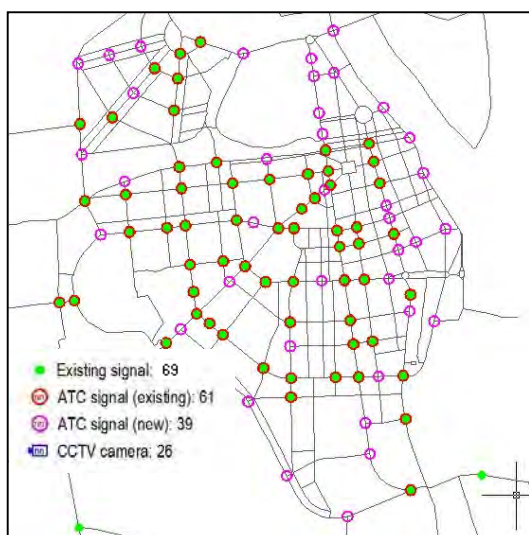 Existing signal: 69
ATC signal (existing): 61
ATC signal (new): 39
CCTV camera: 26